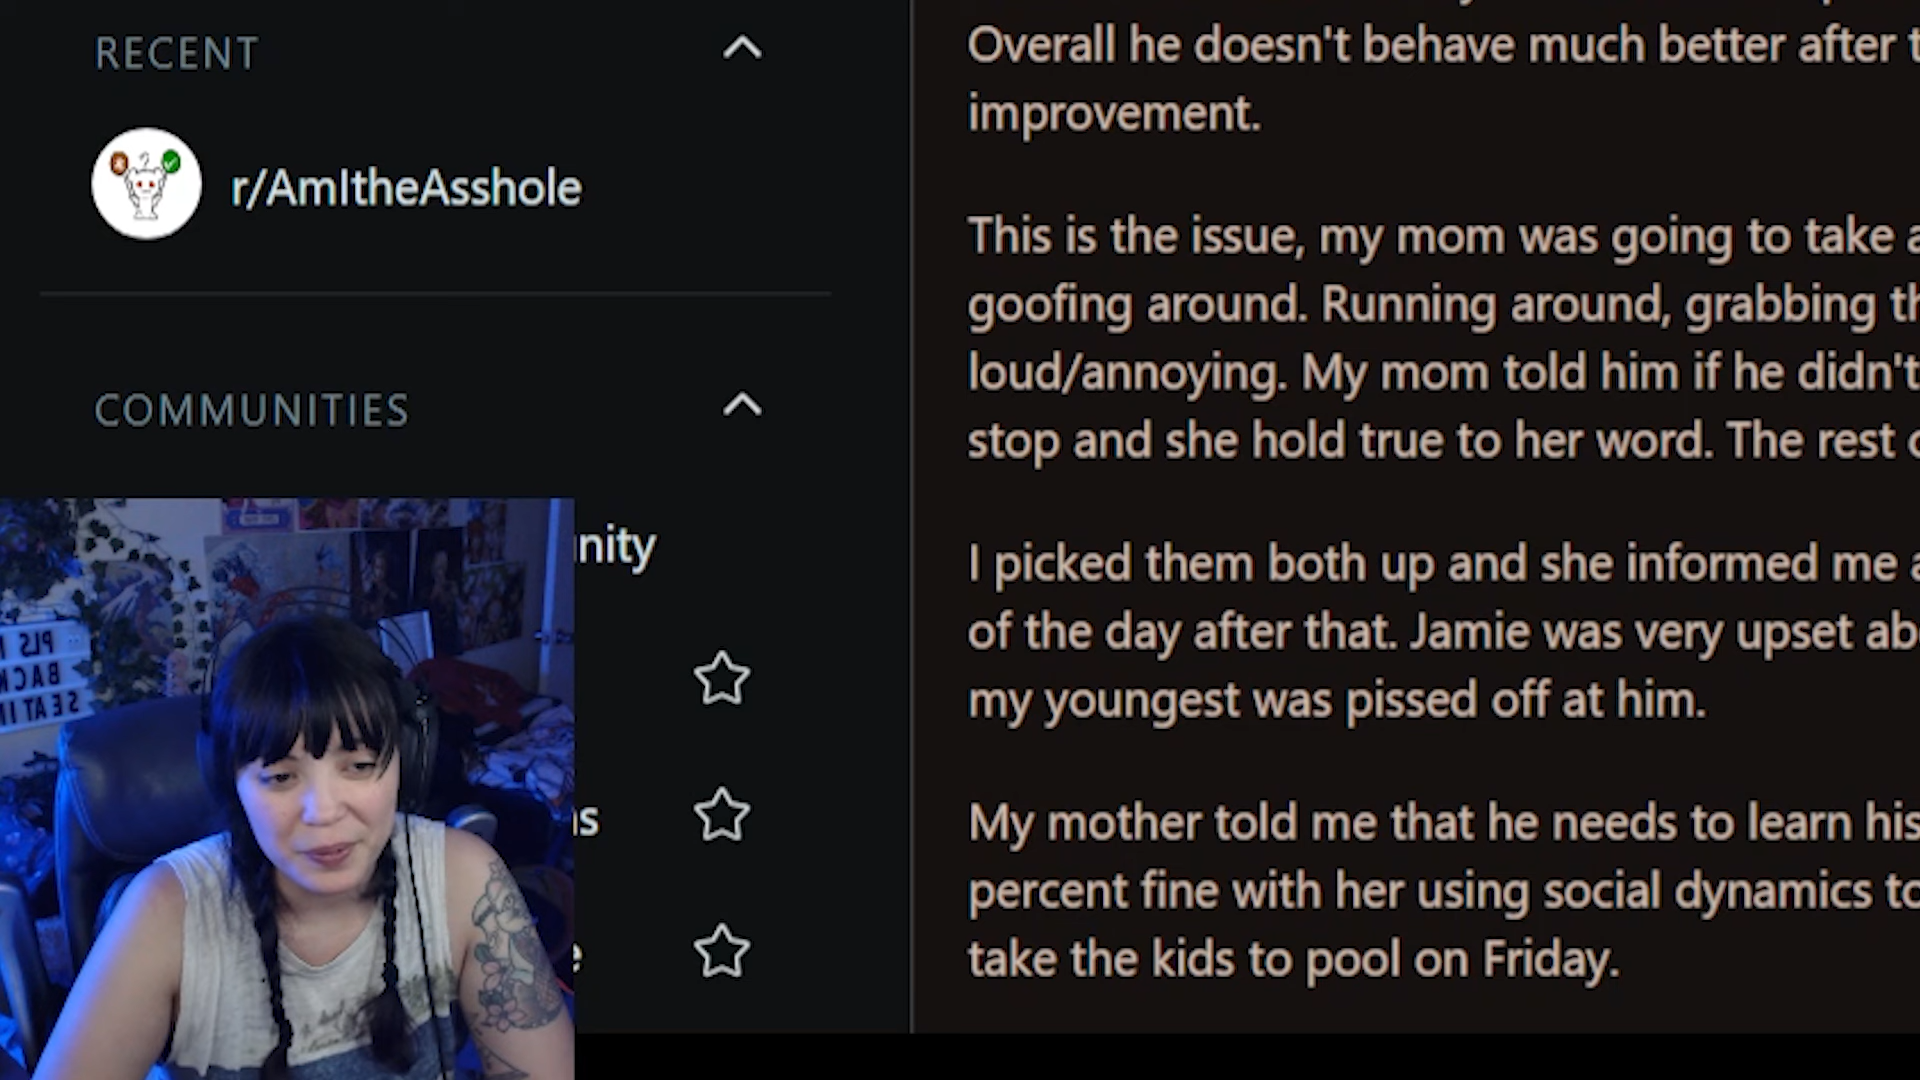 RECENT
r/AmItheAsshole
COMMUNITIES
nity
s
e
PLS
BACK
SEAT
Overall he doesn't behave much better after
improvement.
This is the issue, my mom was going to take
goofing around. Running around, grabbing
loud/annoying. My mom told him if he didn't
stop and she hold true to her word. The rest
I picked them both up and she informed me
of the day after that. Jamie was very upset
my youngest was pissed off at him.
My mother told me that he needs to learn his
percent fine with her using social dynamics
take the kids to pool on Friday.